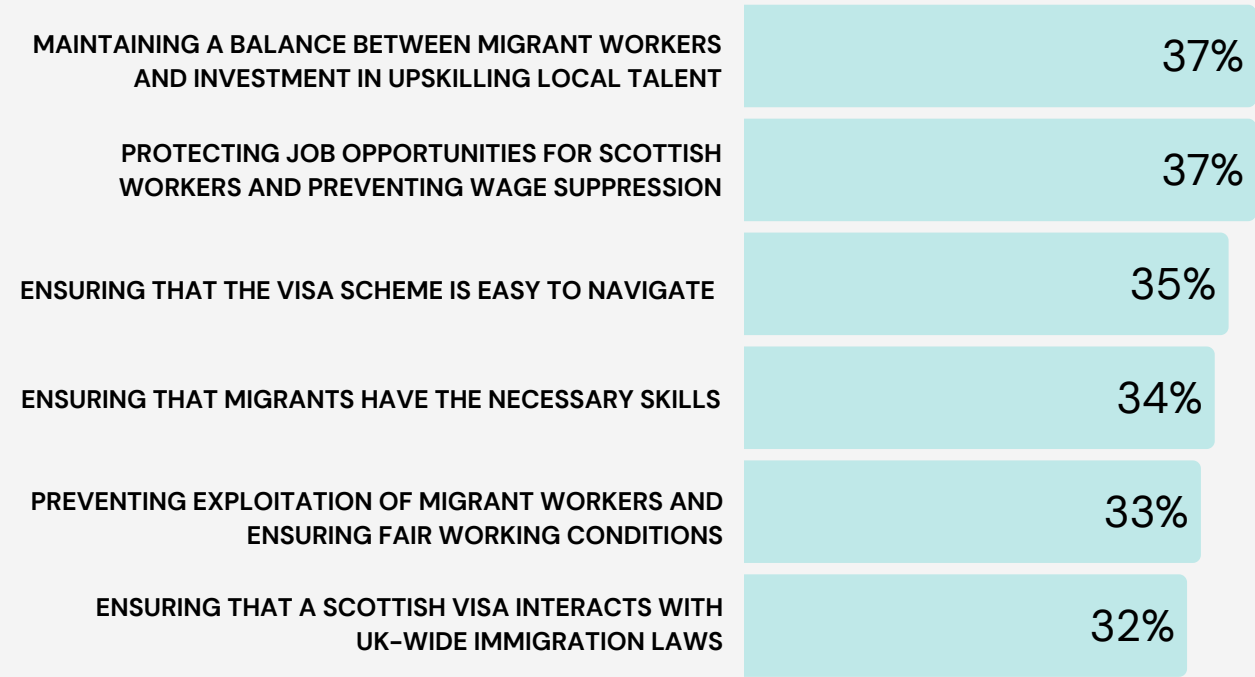 MAINTAINING A BALANCE BETWEEN MIGRANT WORKERS
AND INVESTMENT IN UPSKILLING LOCAL TALENT
37%
PROTECTING JOB OPPORTUNITIES FOR SCOTTISH
WORKERS AND PREVENTING WAGE SUPPRESSION
37%
ENSURING THAT THE VISA SCHEME IS EASY TO NAVIGATE
35%
ENSURING THAT MIGRANTS HAVE THE NECESSARY SKILLS
34%
PREVENTING EXPLOITATION OF MIGRANT WORKERS AND
ENSURING FAIR WORKING CONDITIONS
33%
ENSURING THAT A SCOTTISH VISA INTERACTS WITH
UK-WIDE IMMIGRATION LAWS
32%